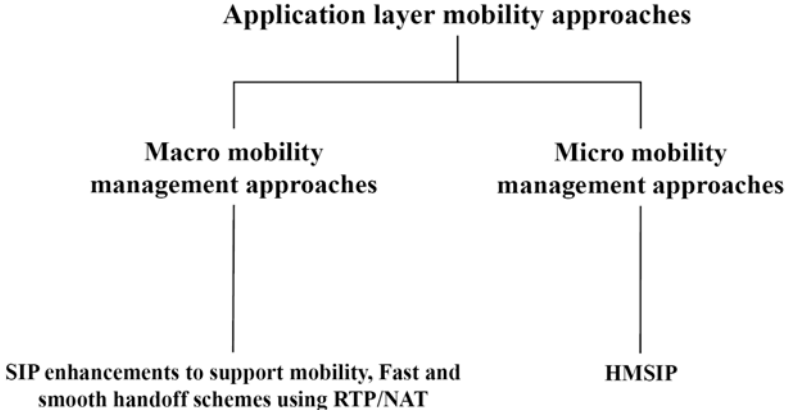 Application layer mobility approaches
Macro mobility
management approaches
Micro mobility
management approaches
SIP enhancements to support mobility, Fast and
smooth handoff schemes using RTP/NAT
HMSIP